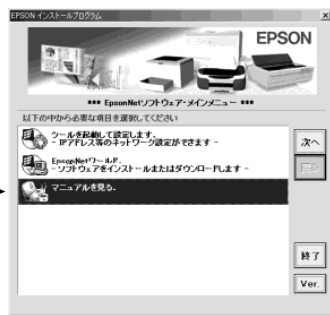 EPSON インストールプログラム
EPSON
*** EpsonNetソフトウェア・メインメニュー ***
以下の中から必要な項目を選択してください
ツールを起動して設定します。
- IPアドレス等のネットワーク設定ができます -
EpsonNetワールド。
- ソフトウェアをインストールまたはダウンロードします -
マニュアルを見る。
次へ
戻る
終了
Ver.